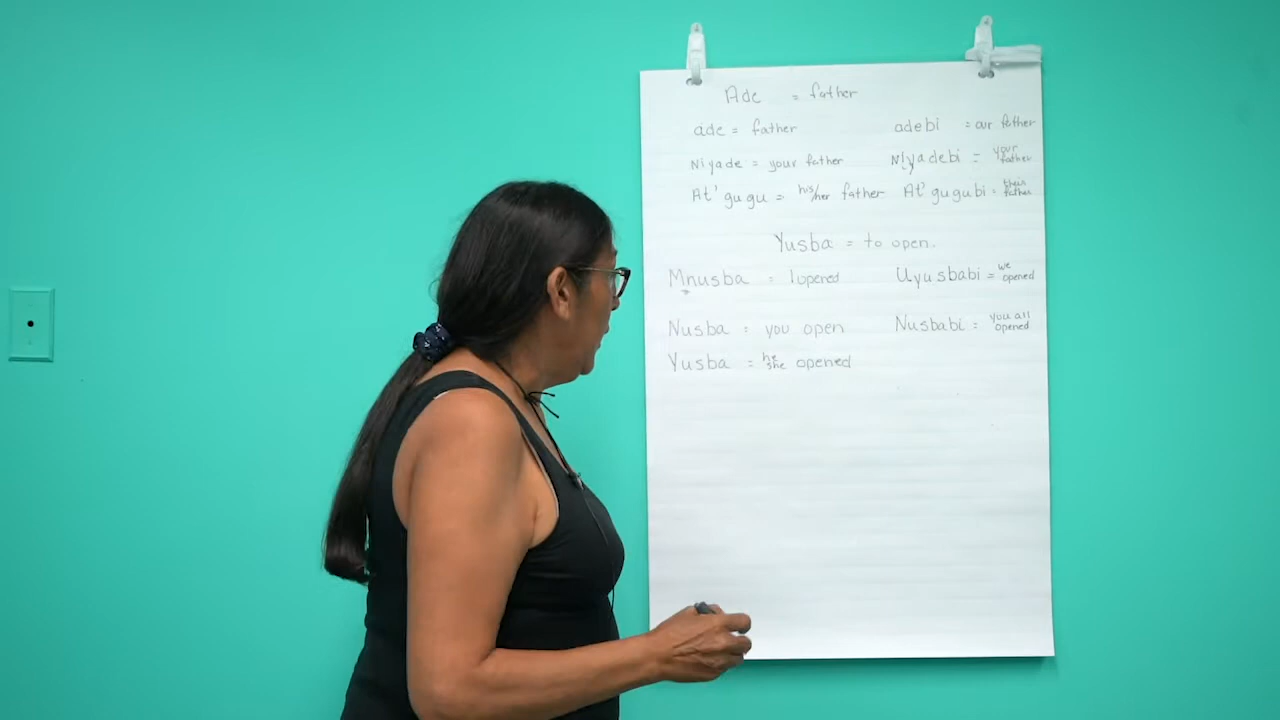 Ade = father
ade = father adebi = our father
Niyade = your father Niyadebi = your father
At' gugu = his/her father At' gugubi = their father
Yusba = to open.
Mnusba = I opened Uyusbabi = we opened
Nusba = you open Nusbabi = you all opened
Yusba = he she opened